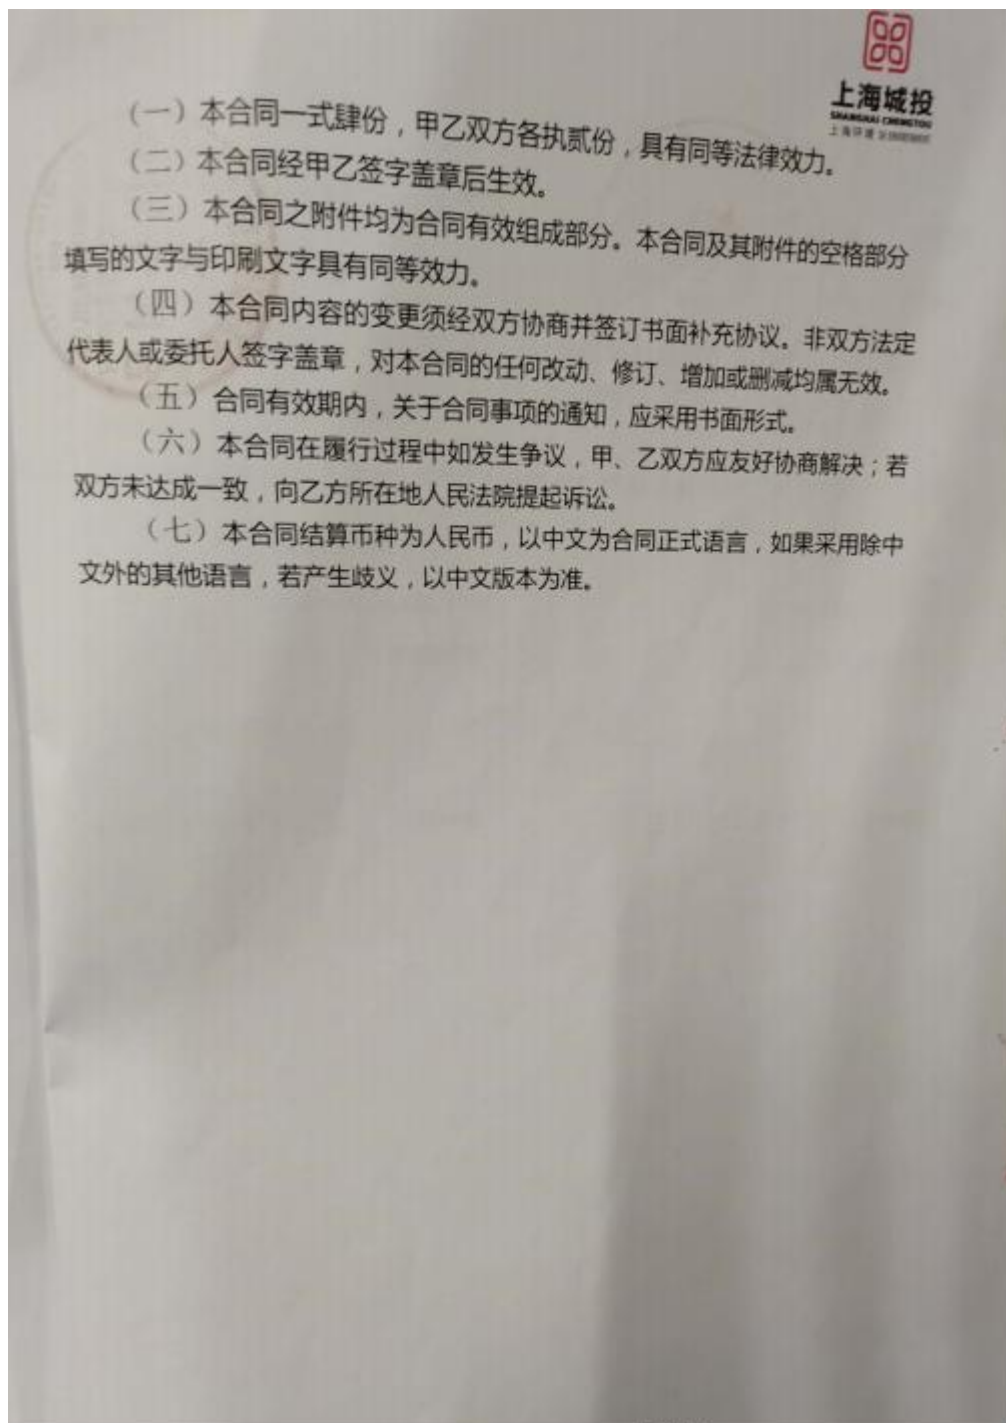 上海城投
SHANGHAI CHENGTOU
上海环境
（一）本合同一式肆份，甲乙双方各执贰份，具有同等法律效力。
（二）本合同经甲乙签字盖章后生效。
（三）本合同之附件均为合同有效组成部分。本合同及其附件的空格部分
填写的文字与印刷文字具有同等效力。
（四）本合同内容的变更须经双方协商并签订书面补充协议。非双方法定
代表人或委托人签字盖章，对本合同的任何改动、修订、增加或删减均属无效。
（五）合同有效期内，关于合同事项的通知，应采用书面形式。
（六）本合同在履行过程中如发生争议，甲、乙双方应友好协商解决；若
双方未达成一致，向乙方所在地人民法院提起诉讼。
（七）本合同结算币种为人民币，以中文为合同正式语言，如果采用除中
文外的其他语言，若产生歧义，以中文版本为准。